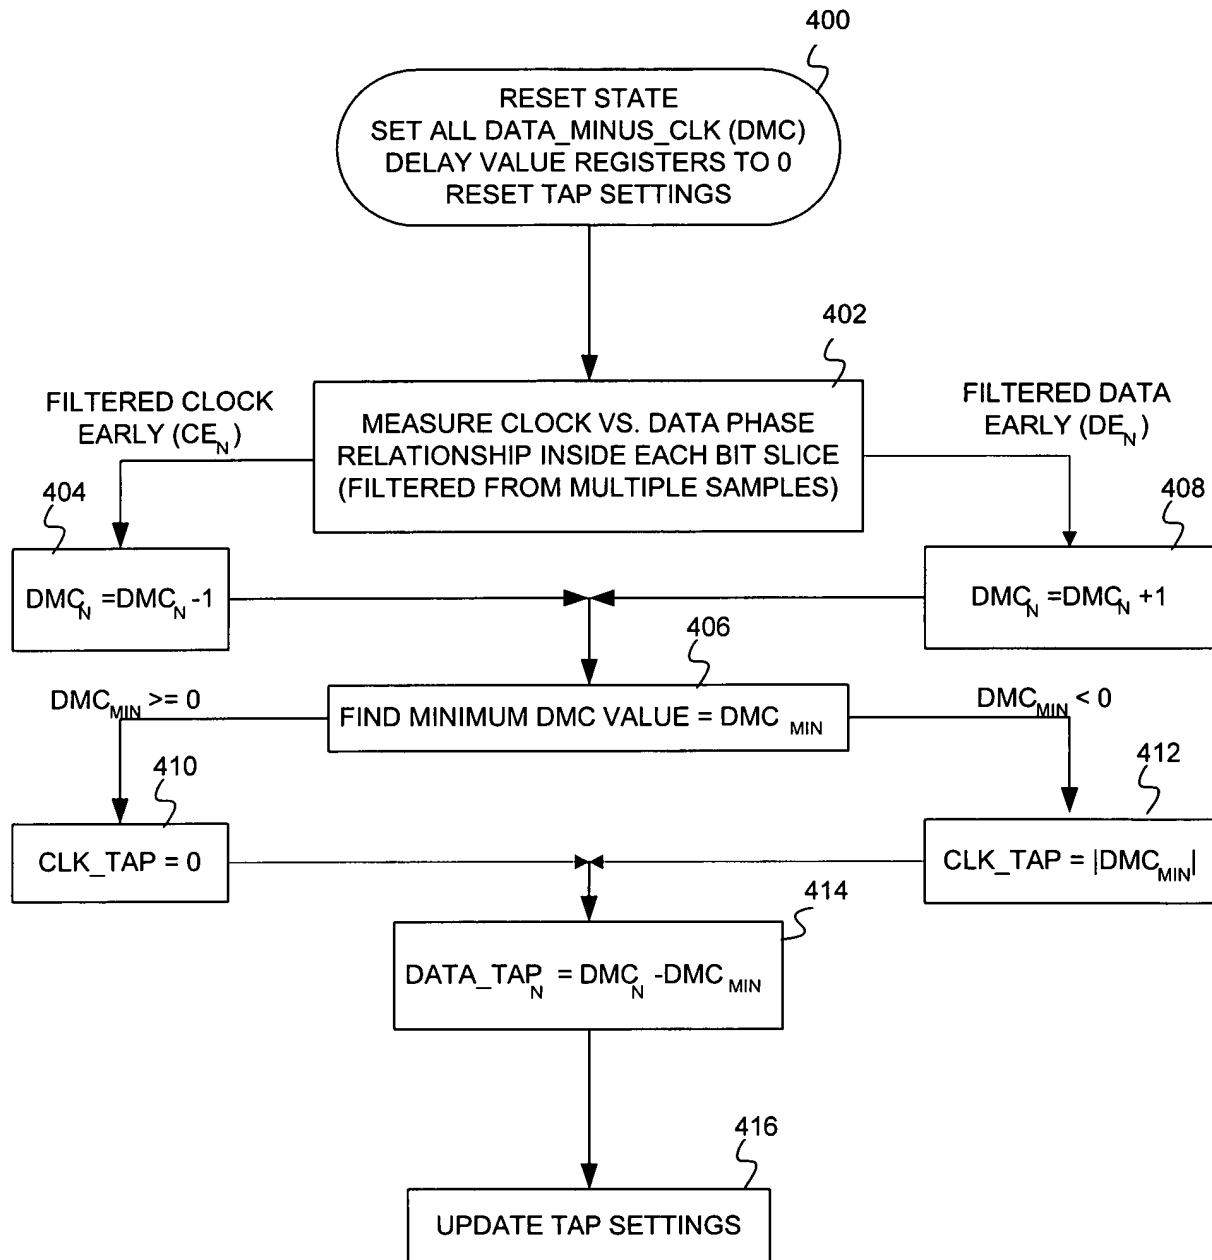 400
RESET STATE
SET ALL DATA_MINUS_CLK (DMC)
DELAY VALUE REGISTERS TO 0
RESET TAP SETTINGS
402
FILTERED CLOCK
EARLY (CE_N)
MEASURE CLOCK VS. DATA PHASE
RELATIONSHIP INSIDE EACH BIT SLICE
(FILTERED FROM MULTIPLE SAMPLES)
FILTERED DATA
EARLY (DE_N)
404
408
DMC_N =DMC_N -1
DMC_N =DMC_N +1
406
DMC_MIN >= 0
FIND MINIMUM DMC VALUE = DMC_MIN
DMC_MIN < 0
410
412
CLK_TAP = 0
CLK_TAP = |DMC_MIN|
414
DATA_TAP_N = DMC_N -DMC_MIN
416
UPDATE TAP SETTINGS